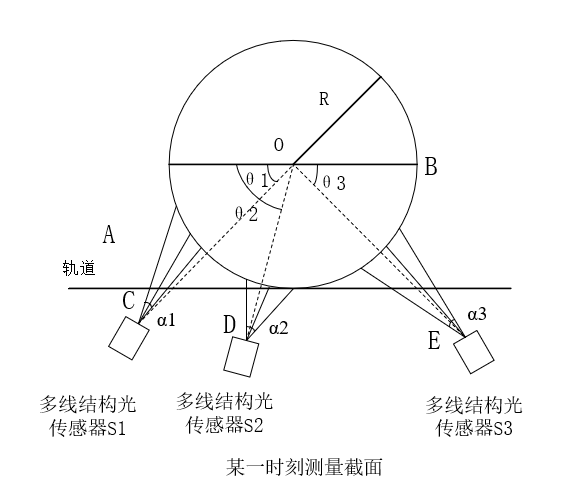 R
O
B
θ1
θ3
θ2
A
轨道
C
α1
D
α2
E
α3
多线结构光
传感器S1
多线结构光
传感器S2
多线结构光
传感器S3
某一时刻测量截面